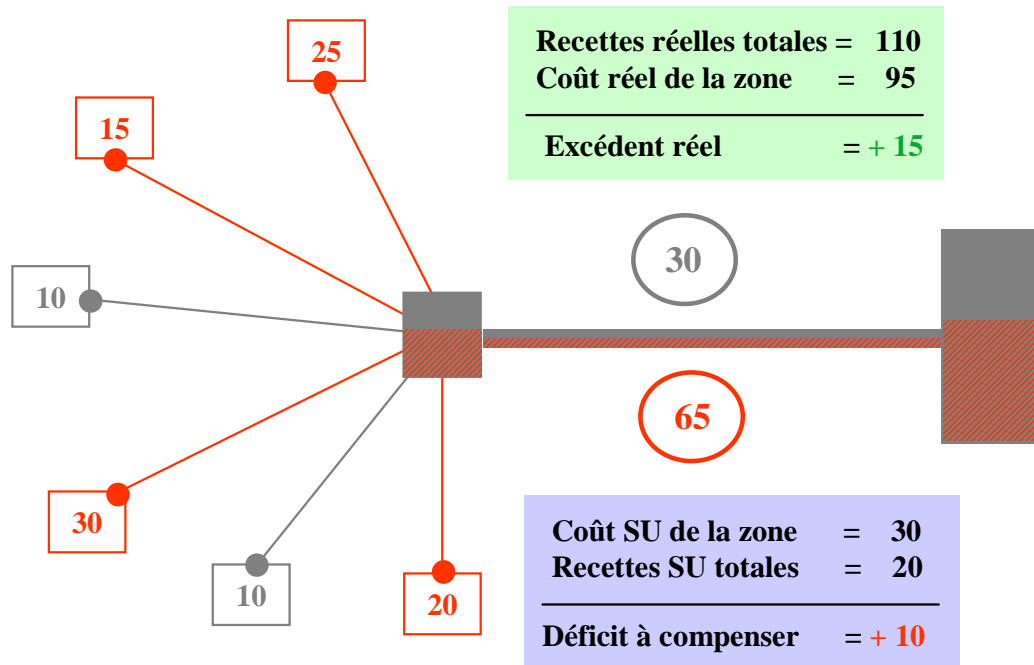 25
15
10
30
10
20
Recettes réelles totales = 110
Coût réel de la zone = 95
Excédent réel = + 15
30
65
Coût SU de la zone = 30
Recettes SU totales = 20
Déficit à compenser = + 10